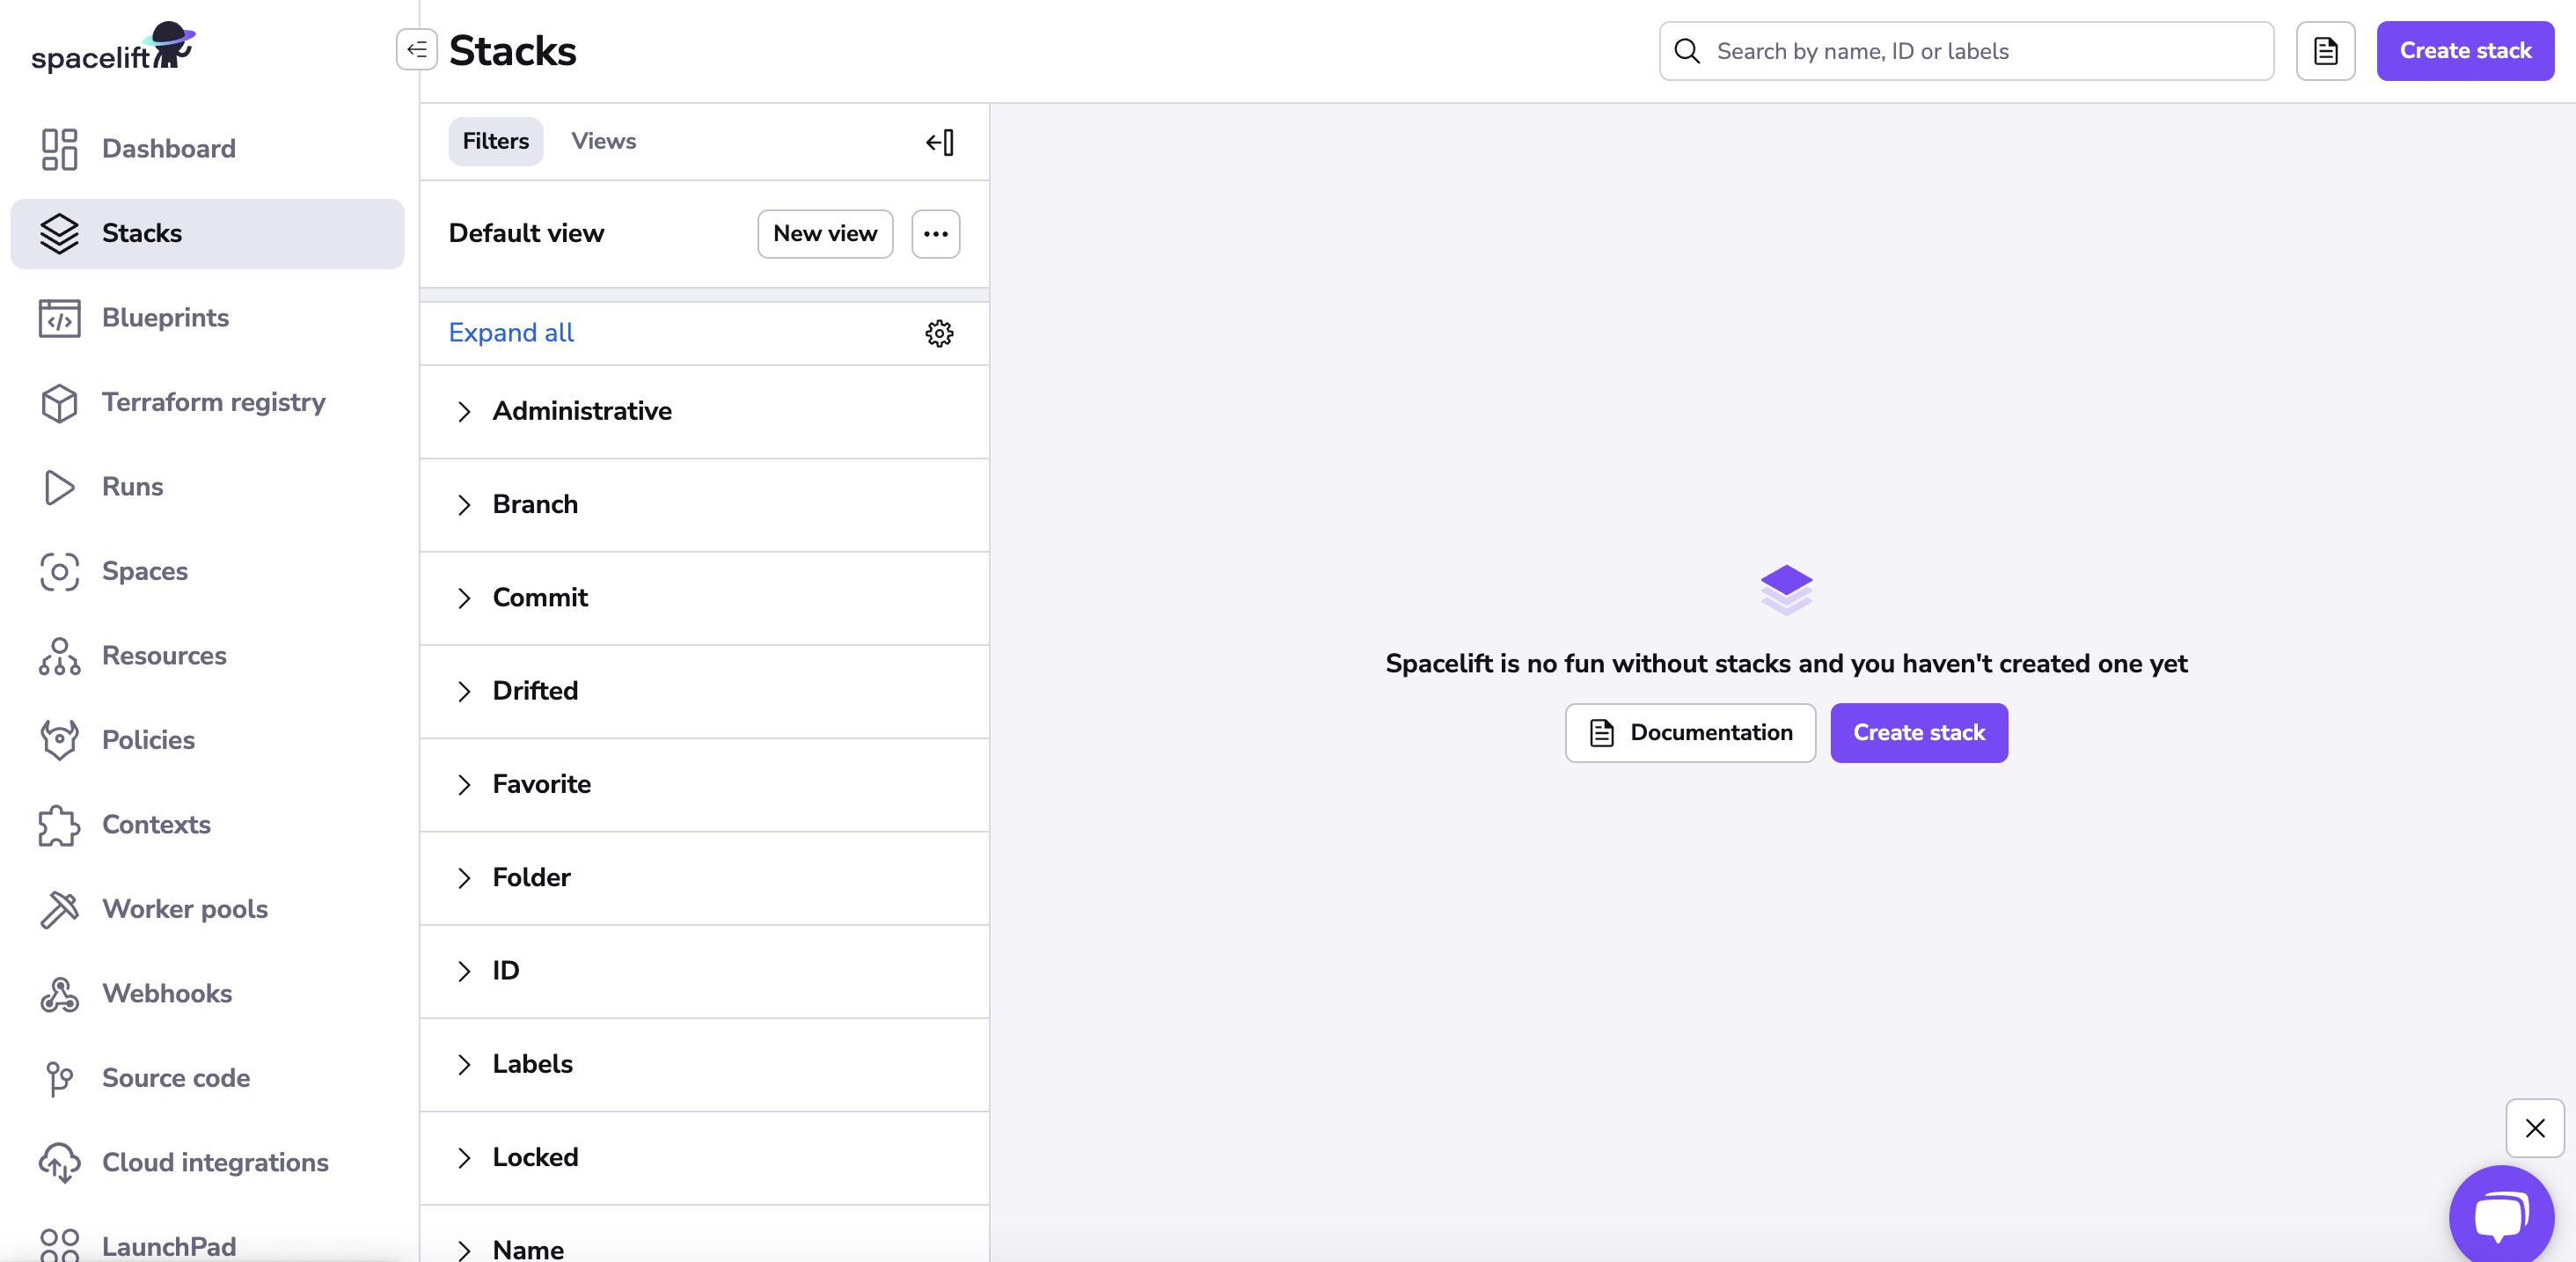 spacelift
Stacks
Search by name, ID or labels
Create stack
Dashboard
Stacks
Blueprints
Terraform registry
Runs
Spaces
Resources
Policies
Contexts
Worker pools
Webhooks
Source code
Cloud integrations
LaunchPad
Filters Views
Default view New view
Expand all
Administrative
Branch
Commit
Drifted
Favorite
Folder
ID
Labels
Locked
Name
Spacelift is no fun without stacks and you haven't created one yet
Documentation Create stack